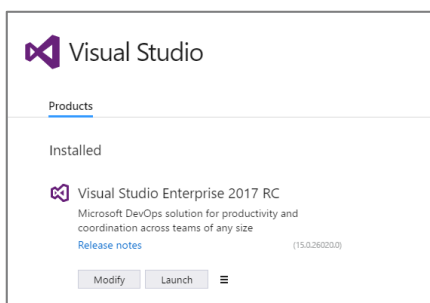 Visual Studio
Products
Installed
Visual Studio Enterprise 2017 RC
Microsoft DevOps solution for productivity and
coordination across teams of any size
Release notes (15.0.26020.0)
Modify Launch